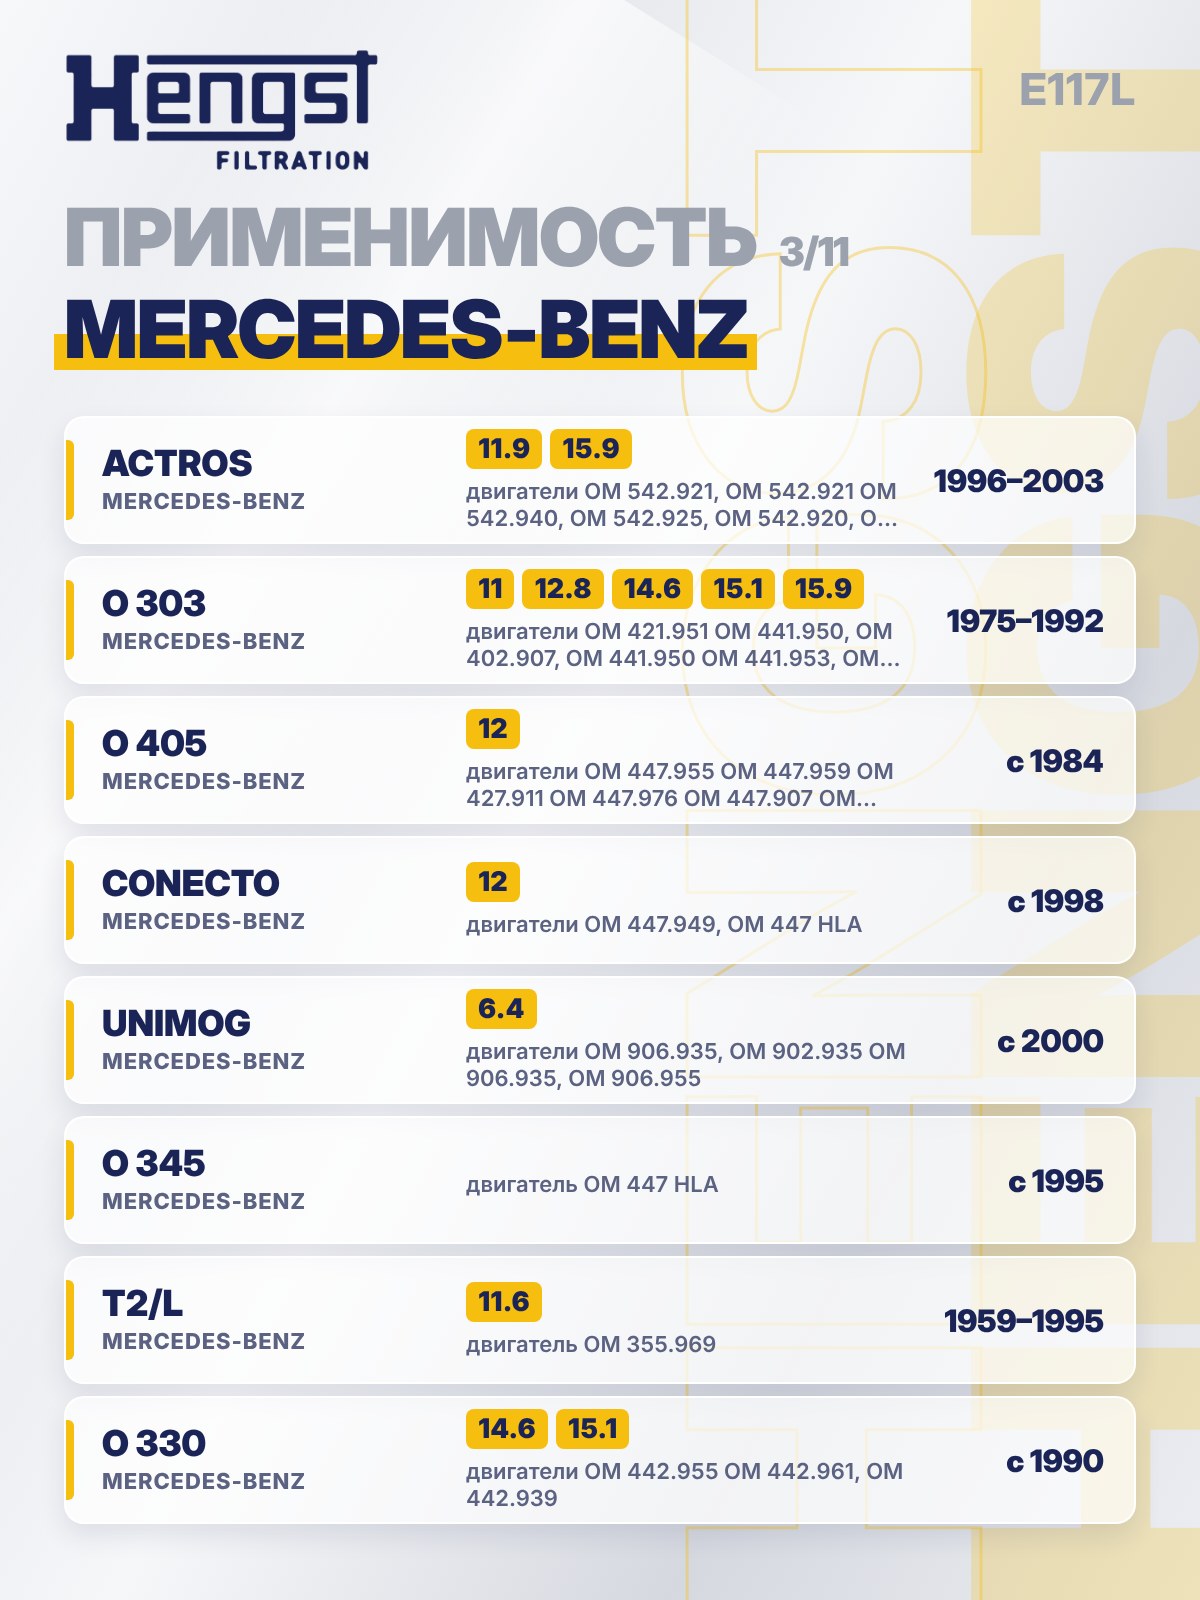 Hengst
FILTRATION
E117L
ПРИМЕНИМОСТЬ 3/11
MERCEDES-BENZ
ACTROS
MERCEDES-BENZ
11.9 15.9
двигатели OM 542.921, OM 542.921 OM
542.940, OM 542.925, OM 542.920, O...
1996–2003
O 303
MERCEDES-BENZ
11 12.8 14.6 15.1 15.9
двигатели OM 421.951 OM 441.950, OM
402.907, OM 441.950 OM 441.953, OM...
1975–1992
O 405
MERCEDES-BENZ
12
двигатели OM 447.955 OM 447.959 OM
427.911 OM 447.976 OM 447.907 OM...
с 1984
CONECTO
MERCEDES-BENZ
12
двигатели OM 447.949, OM 447 HLA
с 1998
UNIMOG
MERCEDES-BENZ
6.4
двигатели OM 906.935, OM 902.935 OM
906.935, OM 906.955
с 2000
O 345
MERCEDES-BENZ
двигатель OM 447 HLA
с 1995
T2/L
MERCEDES-BENZ
11.6
двигатель OM 355.969
1959–1995
O 330
MERCEDES-BENZ
14.6 15.1
двигатели OM 442.955 OM 442.961, OM
442.939
с 1990
HENGST